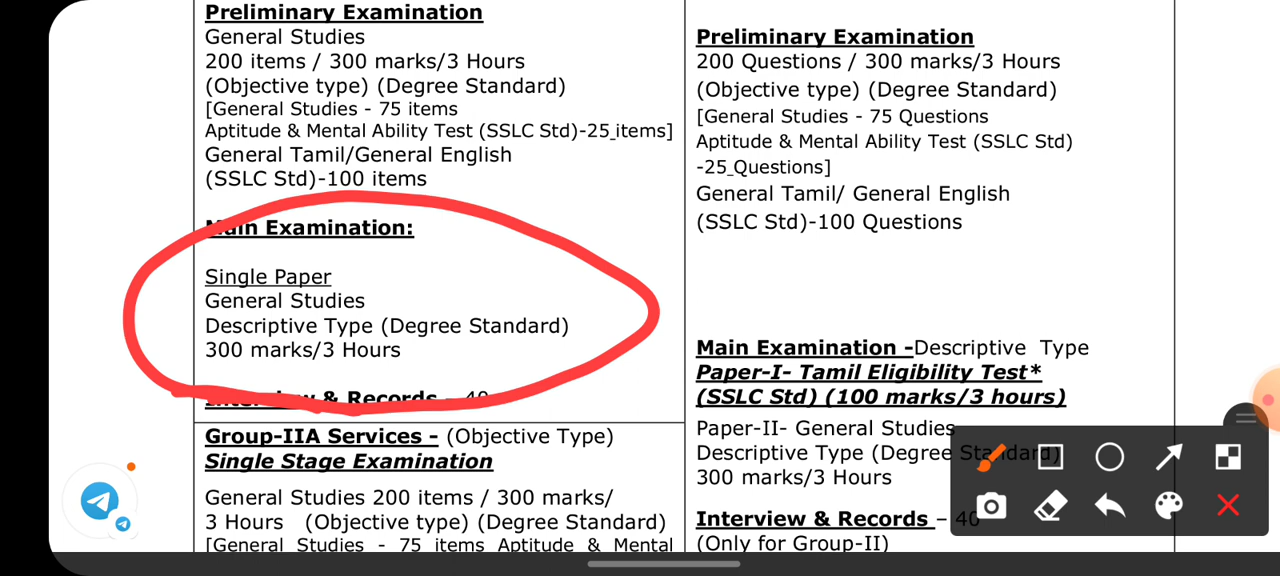 Preliminary Examination
General Studies
200 items / 300 marks/3 Hours
(Objective type) (Degree Standard)
[General Studies - 75 items
Aptitude & Mental Ability Test (SSLC Std)-25 items]
General Tamil/General English
(SSLC Std)-100 items
Main Examination:
Single Paper
General Studies
Descriptive Type (Degree Standard)
300 marks/3 Hours
Interview & Records – 40
Group-IIA Services - (Objective Type)
Single Stage Examination
General Studies 200 items / 300 marks/
3 Hours (Objective type) (Degree Standard)
[General Studies - 75 items Aptitude & Mental
Preliminary Examination
200 Questions / 300 marks/3 Hours
(Objective type) (Degree Standard)
[General Studies - 75 Questions
Aptitude & Mental Ability Test (SSLC Std)
-25 Questions]
General Tamil/ General English
(SSLC Std)-100 Questions
Main Examination -Descriptive Type
Paper-I- Tamil Eligibility Test*
(SSLC Std) (100 marks/3 hours)
Paper-II- General Studies
Descriptive Type (Degree Standard)
300 marks/3 Hours
Interview & Records – 40
(Only for Group-II)